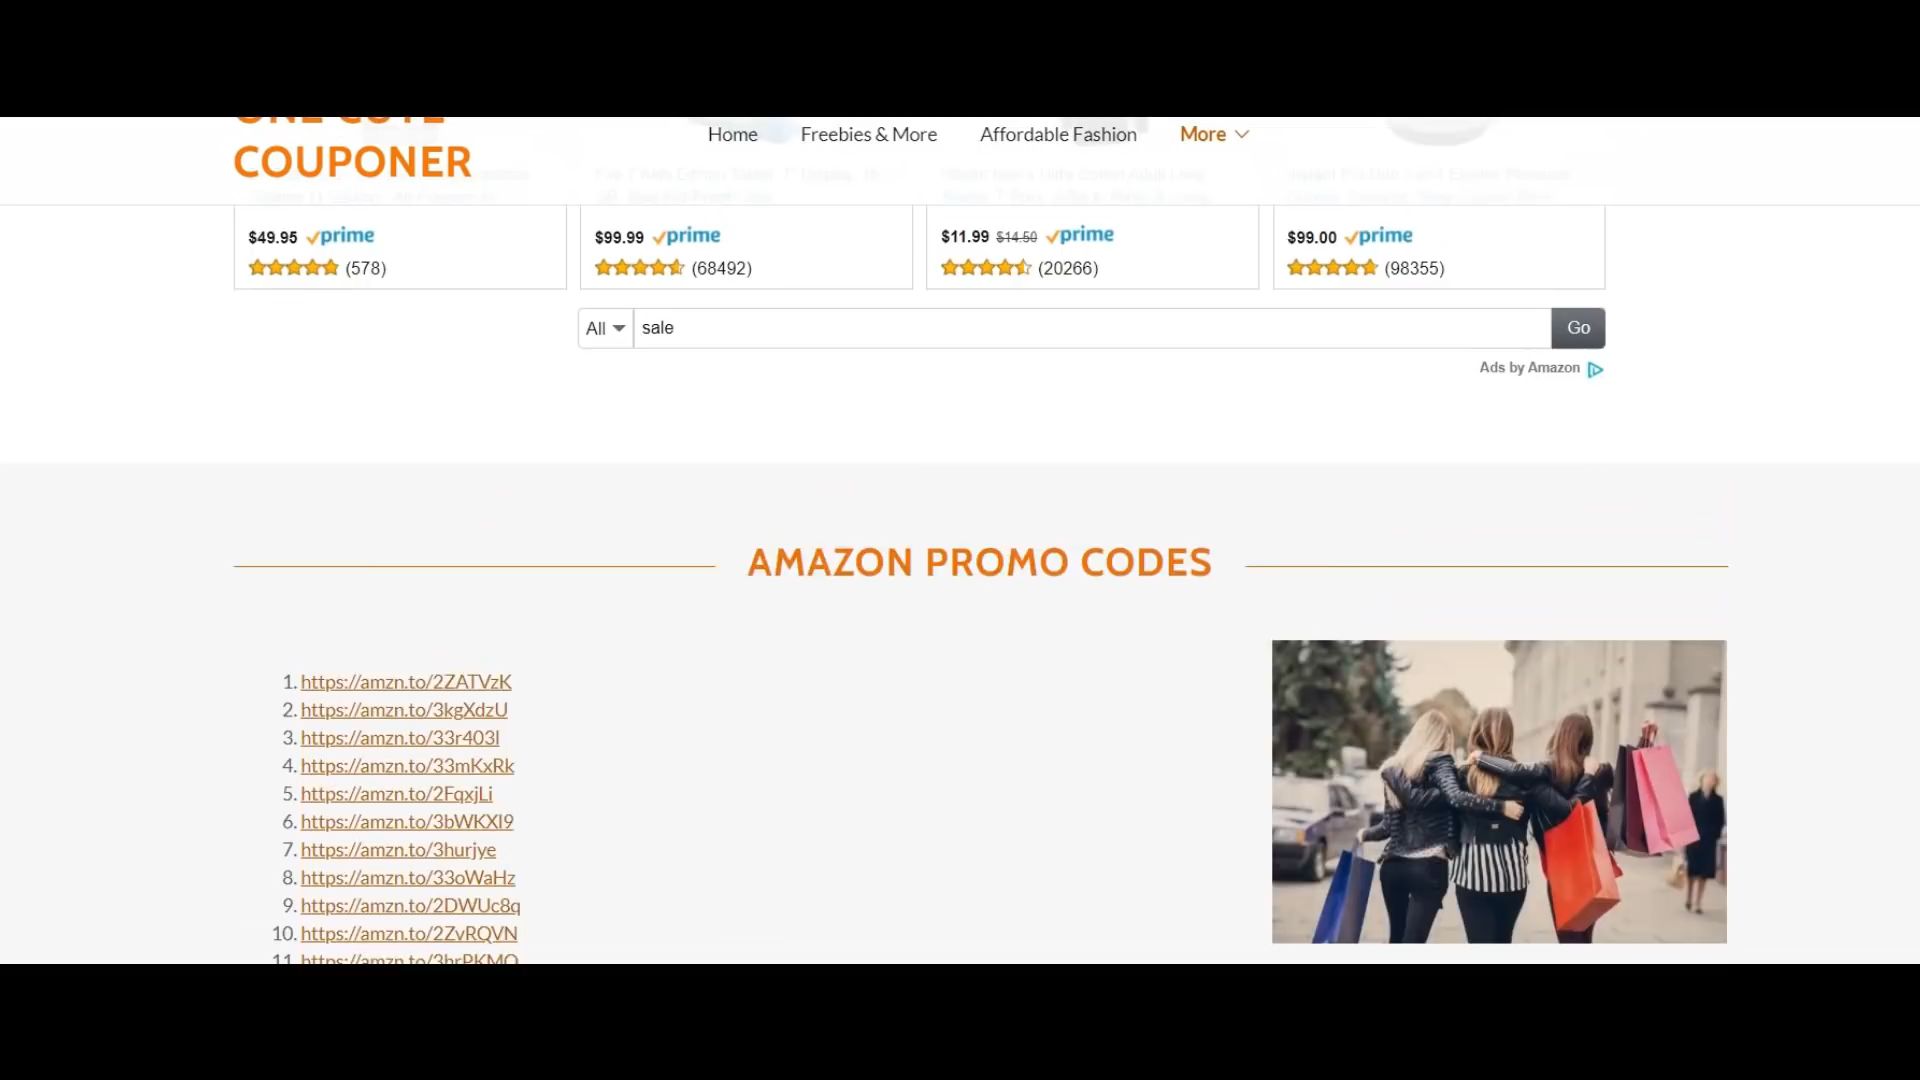 COUPONER
Home Freebies & More Affordable Fashion More
$49.95 prime
(578)
$99.99 prime
(68492)
$11.99 $14.50 prime
(20266)
$99.00 prime
(98355)
All sale Go
Ads by Amazon
AMAZON PROMO CODES
1. https://amzn.to/2ZATVzK
2. https://amzn.to/3kgXdzU
3. https://amzn.to/33r403l
4. https://amzn.to/33mKxRk
5. https://amzn.to/2FqxjLi
6. https://amzn.to/3bWKXI9
7. https://amzn.to/3hurjye
8. https://amzn.to/33oWaHz
9. https://amzn.to/2DWUc8q
10. https://amzn.to/2ZvRQVN